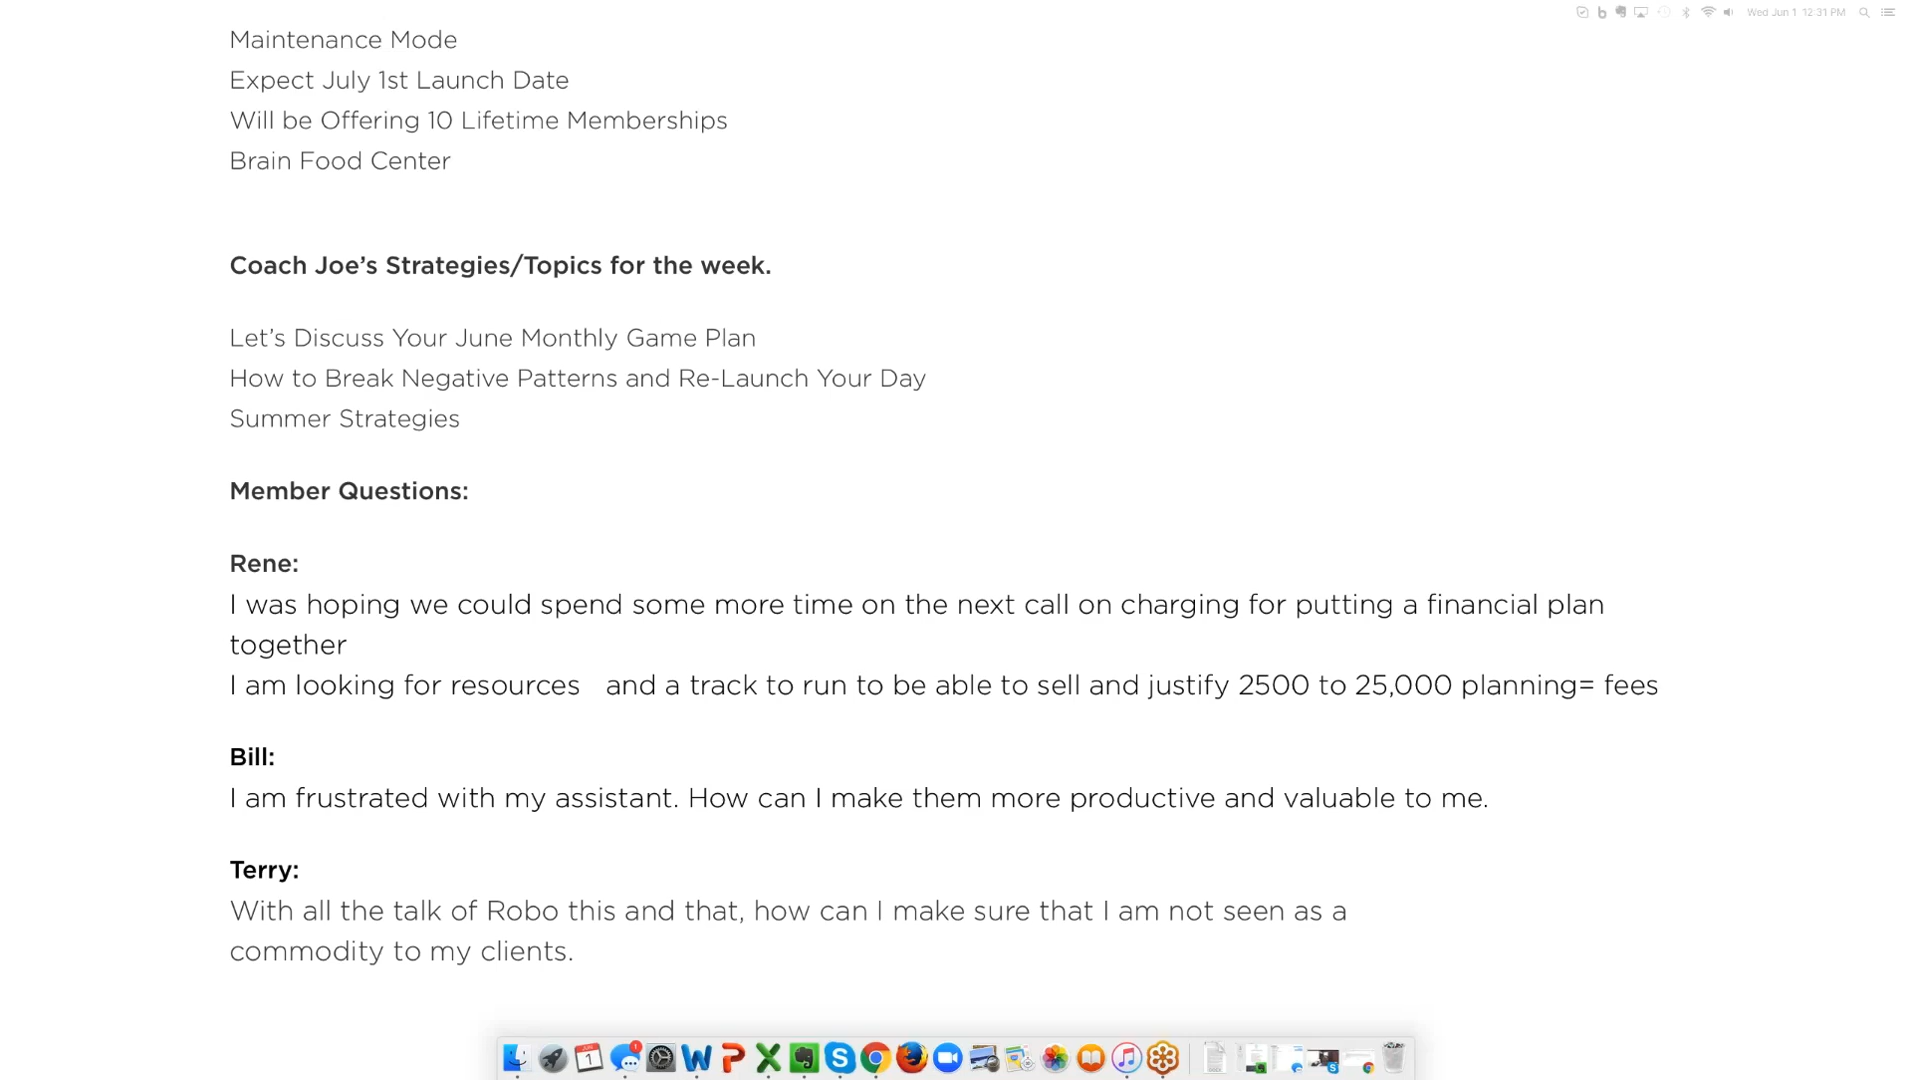 Wed Jun 1 12:31 PM
Maintenance Mode
Expect July 1st Launch Date
Will be Offering 10 Lifetime Memberships
Brain Food Center
Coach Joe’s Strategies/Topics for the week.
Let’s Discuss Your June Monthly Game Plan
How to Break Negative Patterns and Re-Launch Your Day
Summer Strategies
Member Questions:
Rene:
I was hoping we could spend some more time on the next call on charging for putting a financial plan
together
I am looking for resources   and a track to run to be able to sell and justify 2500 to 25,000 planning= fees
Bill:
I am frustrated with my assistant. How can I make them more productive and valuable to me.
Terry:
With all the talk of Robo this and that, how can I make sure that I am not seen as a
commodity to my clients.